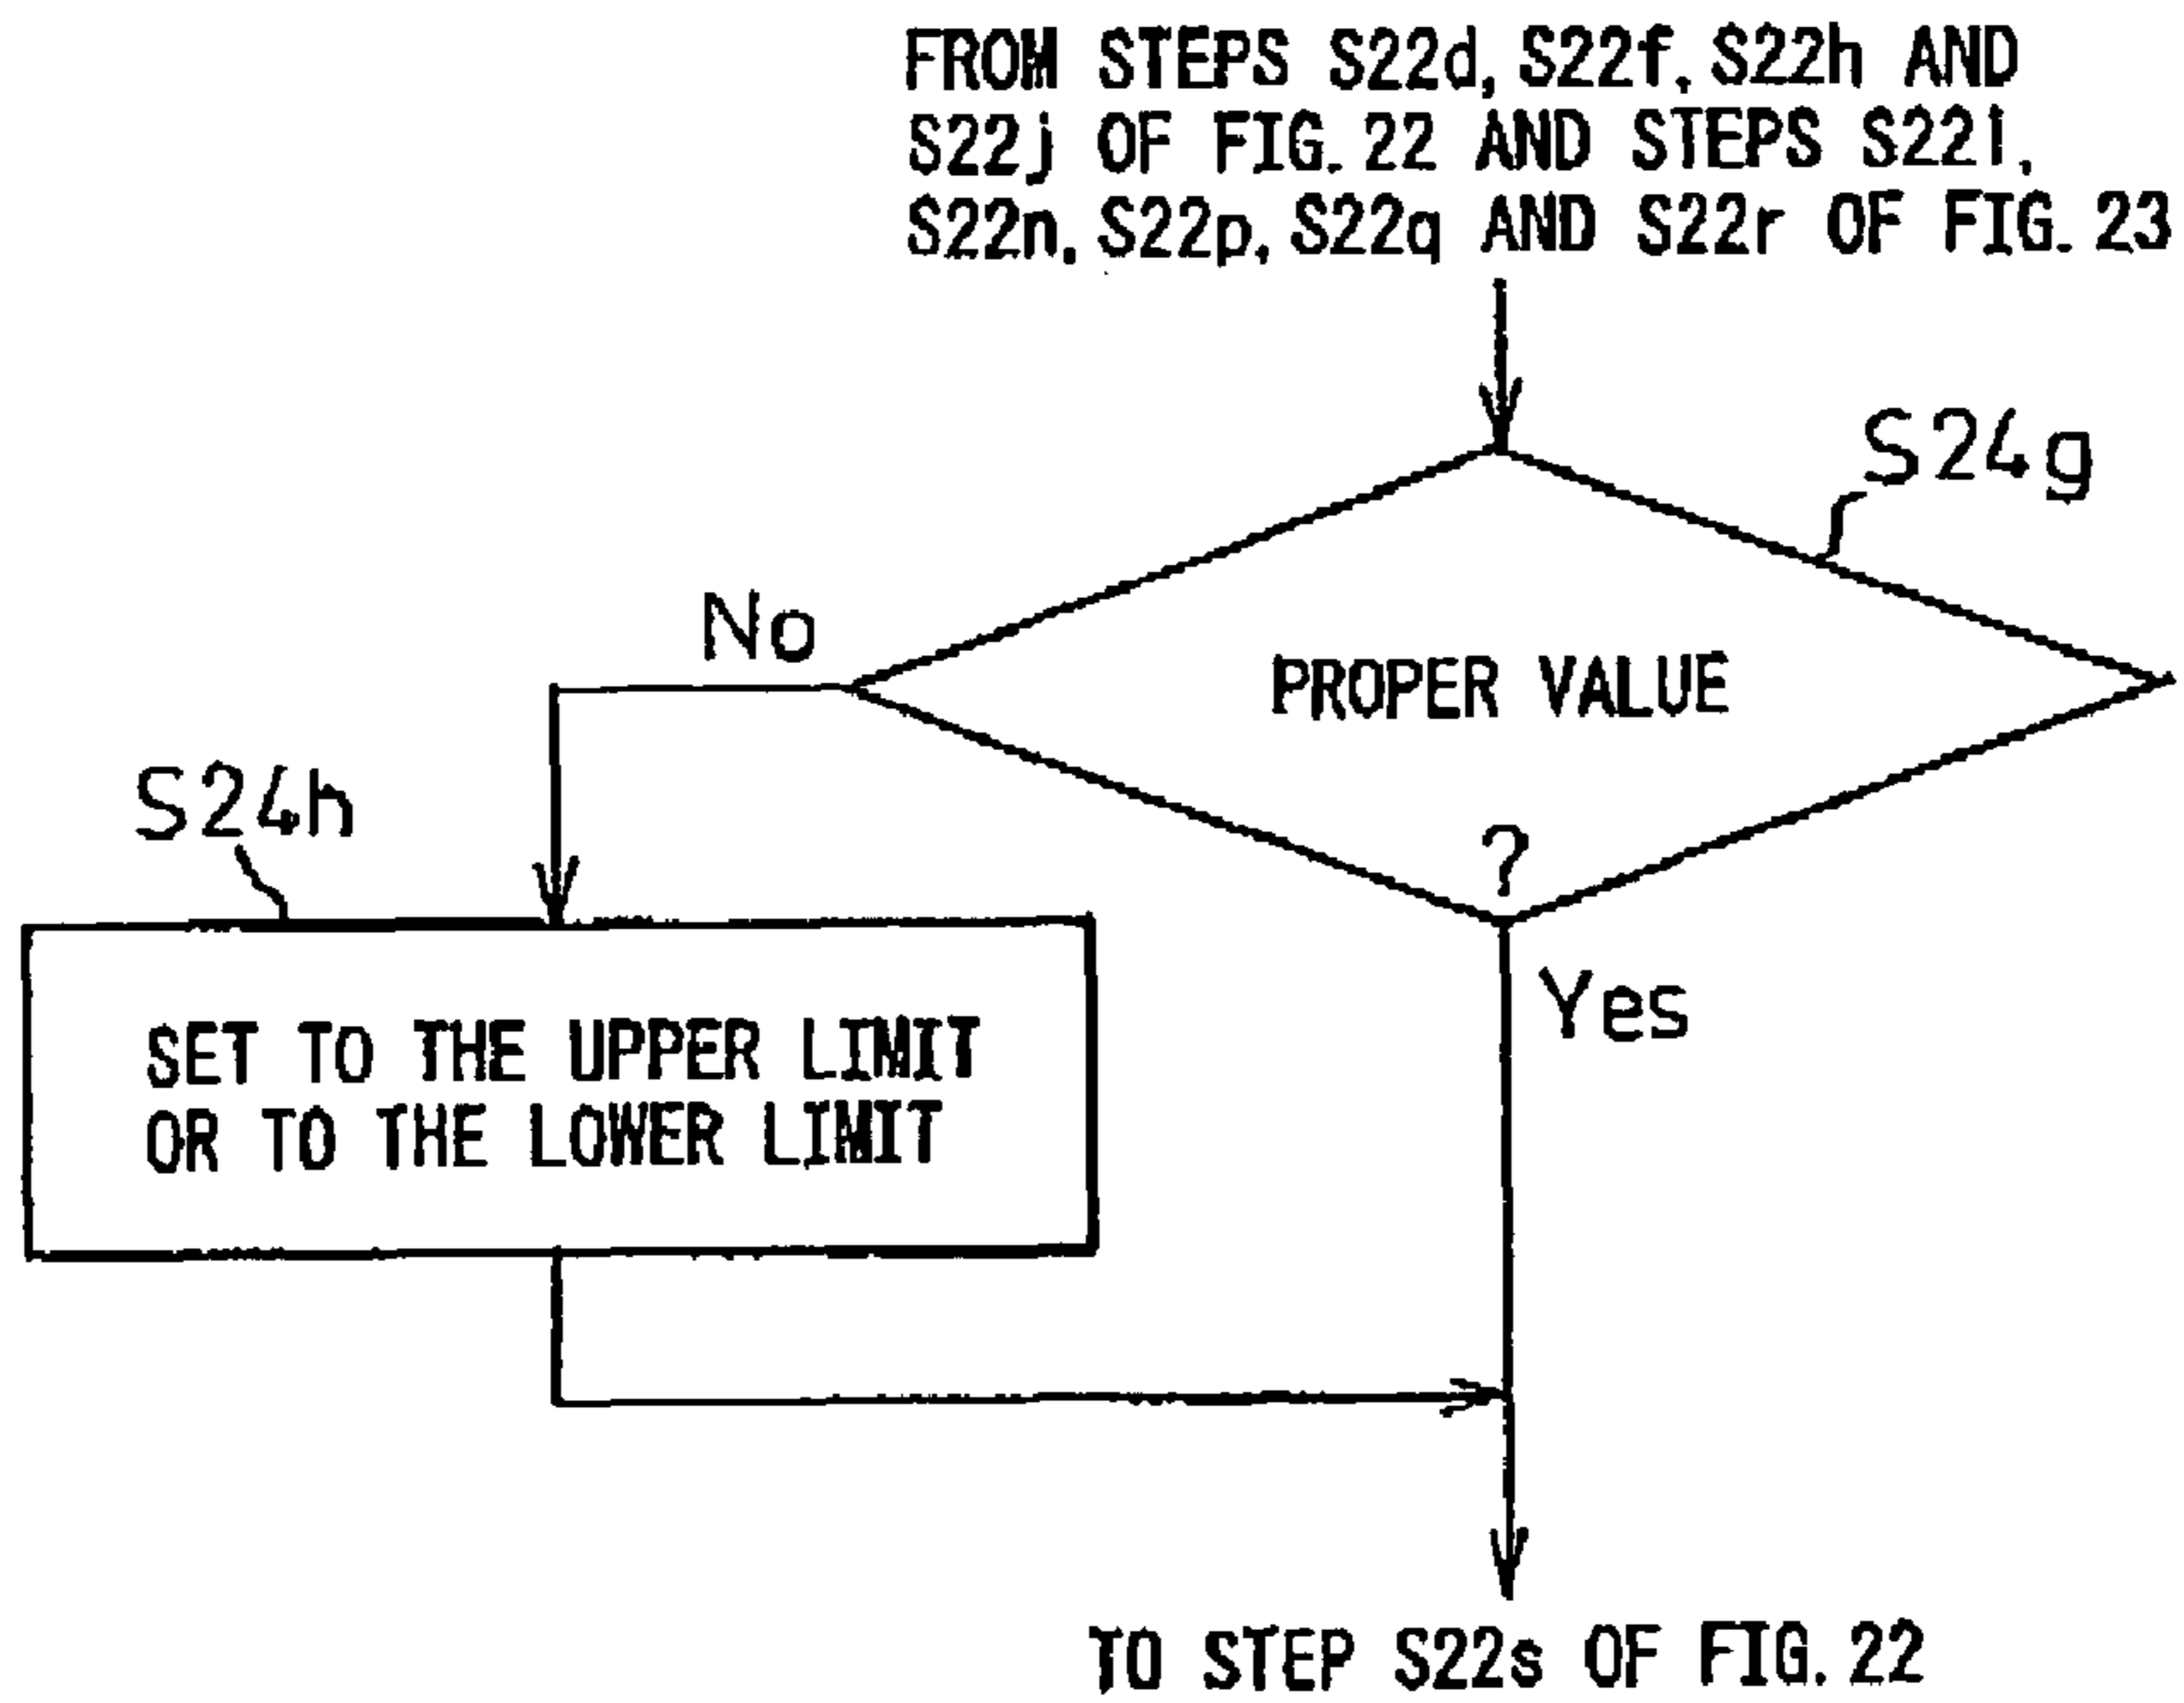 FROM STEPS S22d, S22f, S22h AND
S22j OF FIG. 22 AND STEPS S22l,
S22n, S22p, S22q AND S22r OF FIG. 23
S24g
No
PROPER VALUE
?
S24h
Yes
SET TO THE UPPER LIMIT
OR TO THE LOWER LIMIT
TO STEP S22s OF FIG. 22